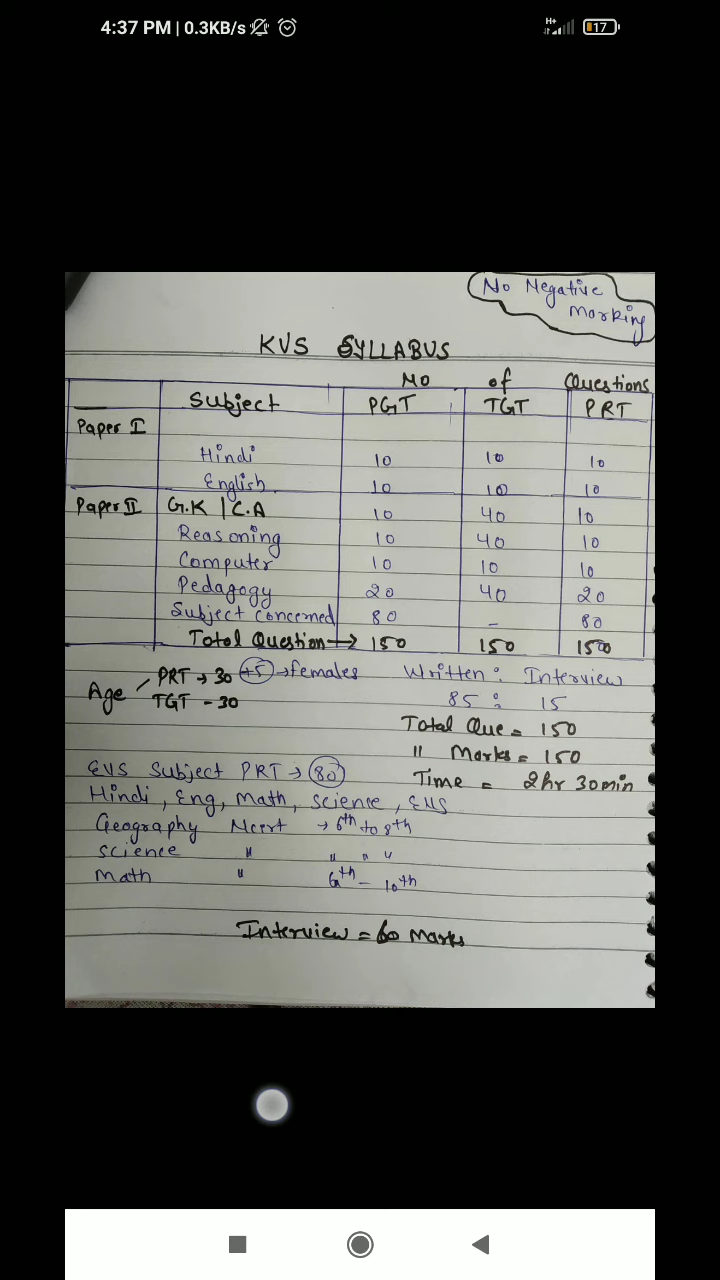 4:37 PM | 0.3KB/s
H+
17
No Negative
Marking
KVS SYLLABUS
No of Questions
Subject PGT TGT PRT
Paper I
Hindi 10 10 10
English 10 10 10
Paper II G.K | C.A 10 40 10
Reasoning 10 40 10
Computer 10 10 10
Pedagogy 20 40 20
Subject Concerned 80 - 80
Total Question → 150 150 150
Age PRT → 30 +5 → females
TGT - 30
Written : Interview
85 : 15
Total Que = 150
" Marks = 150
Time = 2hr 30min
EVS Subject PRT → 80
Hindi, Eng, Math, Science, EVS
Geography Ncert → 6th to 8th
Science " " " "
Math " 6th - 10th
Interview = 60 Marks